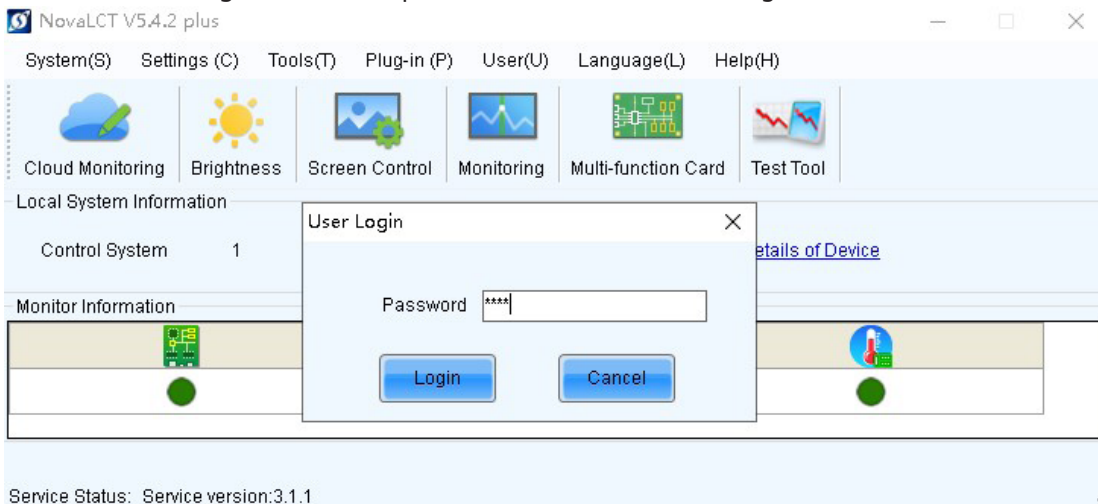 NovaLCT V5.4.2 plus
System(S) Settings (C) Tools(T) Plug-in (P) User(U) Language(L) Help(H)
Cloud Monitoring Brightness Screen Control Monitoring Multi-function Card Test Tool
Local System Information
User Login
Control System 1
etails of Device
Password ****
Monitor Information
Login Cancel
Service Status: Service version:3.1.1